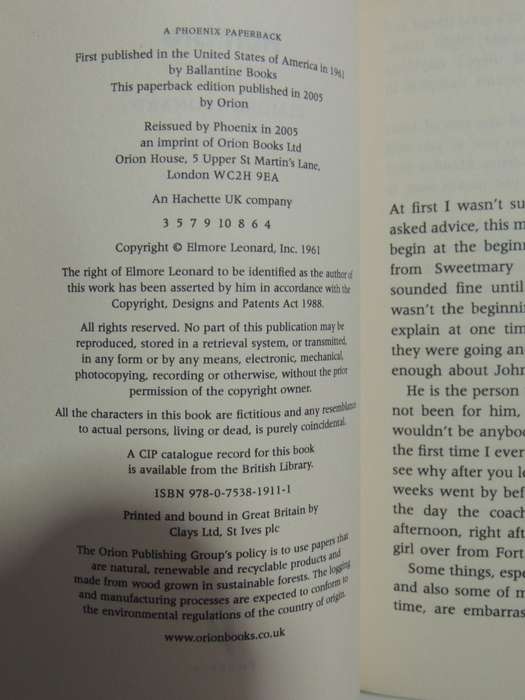 A PHOENIX PAPERBACK
First published in the United States of America in 1961
by Ballantine Books
This paperback edition published in 2005
by Orion
Reissued by Phoenix in 2005
an imprint of Orion Books Ltd
Orion House, 5 Upper St Martin's Lane,
London WC2H 9EA
An Hachette UK company
3 5 7 9 10 8 6 4
Copyright © Elmore Leonard, Inc. 1961
The right of Elmore Leonard to be identified as the author of
this work has been asserted by him in accordance with the
Copyright, Designs and Patents Act 1988.
All rights reserved. No part of this publication may be
reproduced, stored in a retrieval system, or transmitted,
in any form or by any means, electronic, mechanical,
photocopying, recording or otherwise, without the prior
permission of the copyright owner.
All the characters in this book are fictitious and any resemblance
to actual persons, living or dead, is purely coincidental.
A CIP catalogue record for this book
is available from the British Library.
ISBN 978-0-7538-1911-1
Printed and bound in Great Britain by
Clays Ltd, St Ives plc
The Orion Publishing Group's policy is to use papers that
are natural, renewable and recyclable products and
made from wood grown in sustainable forests. The logging
and manufacturing processes are expected to conform to
the environmental regulations of the country of origin.
www.orionbooks.co.uk
At first I wasn't su
asked advice, this m
begin at the beginn
from Sweetmary
sounded fine until
wasn't the beginnin
explain at one tim
they were going an
enough about John
He is the person
not been for him,
wouldn't be anybo
the first time I ever
see why after you le
weeks went by bef
the day the coach
afternoon, right aft
girl over from Fort
Some things, espe
and also some of m
time, are embarras